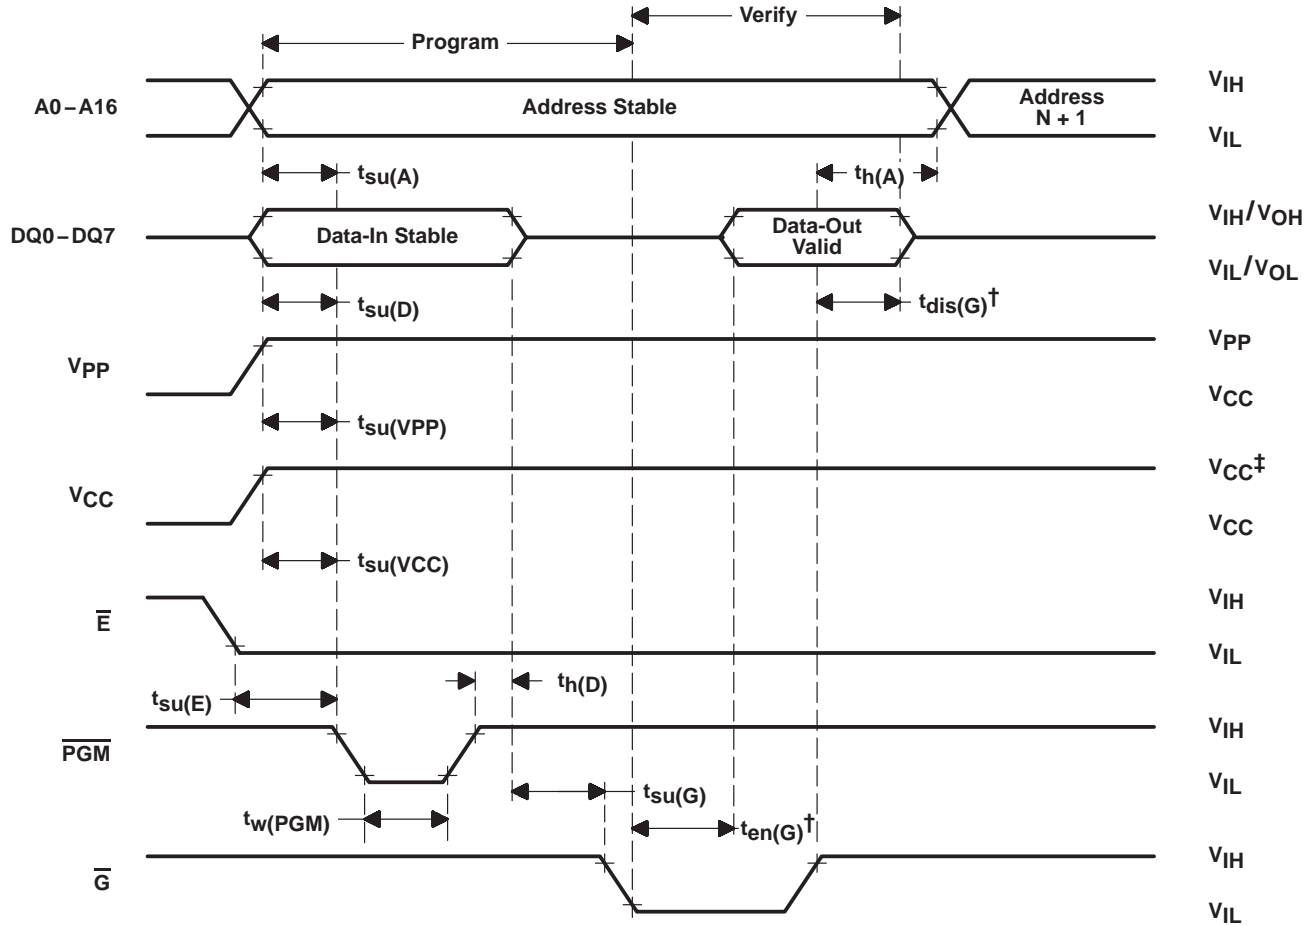 Verify
Program
A0–A16
Address Stable
Address
N + 1
VIH
VIL
tsu(A)
th(A)
DQ0–DQ7
Data-In Stable
Data-Out
Valid
VIH/VOH
VIL/VOL
tsu(D)
tdis(G)†
VPP
VPP
VCC
tsu(VPP)
VCC
VCC‡
VCC
tsu(VCC)
E
VIH
VIL
tsu(E)
th(D)
PGM
VIH
VIL
tsu(G)
tw(PGM)
ten(G)†
G
VIH
VIL